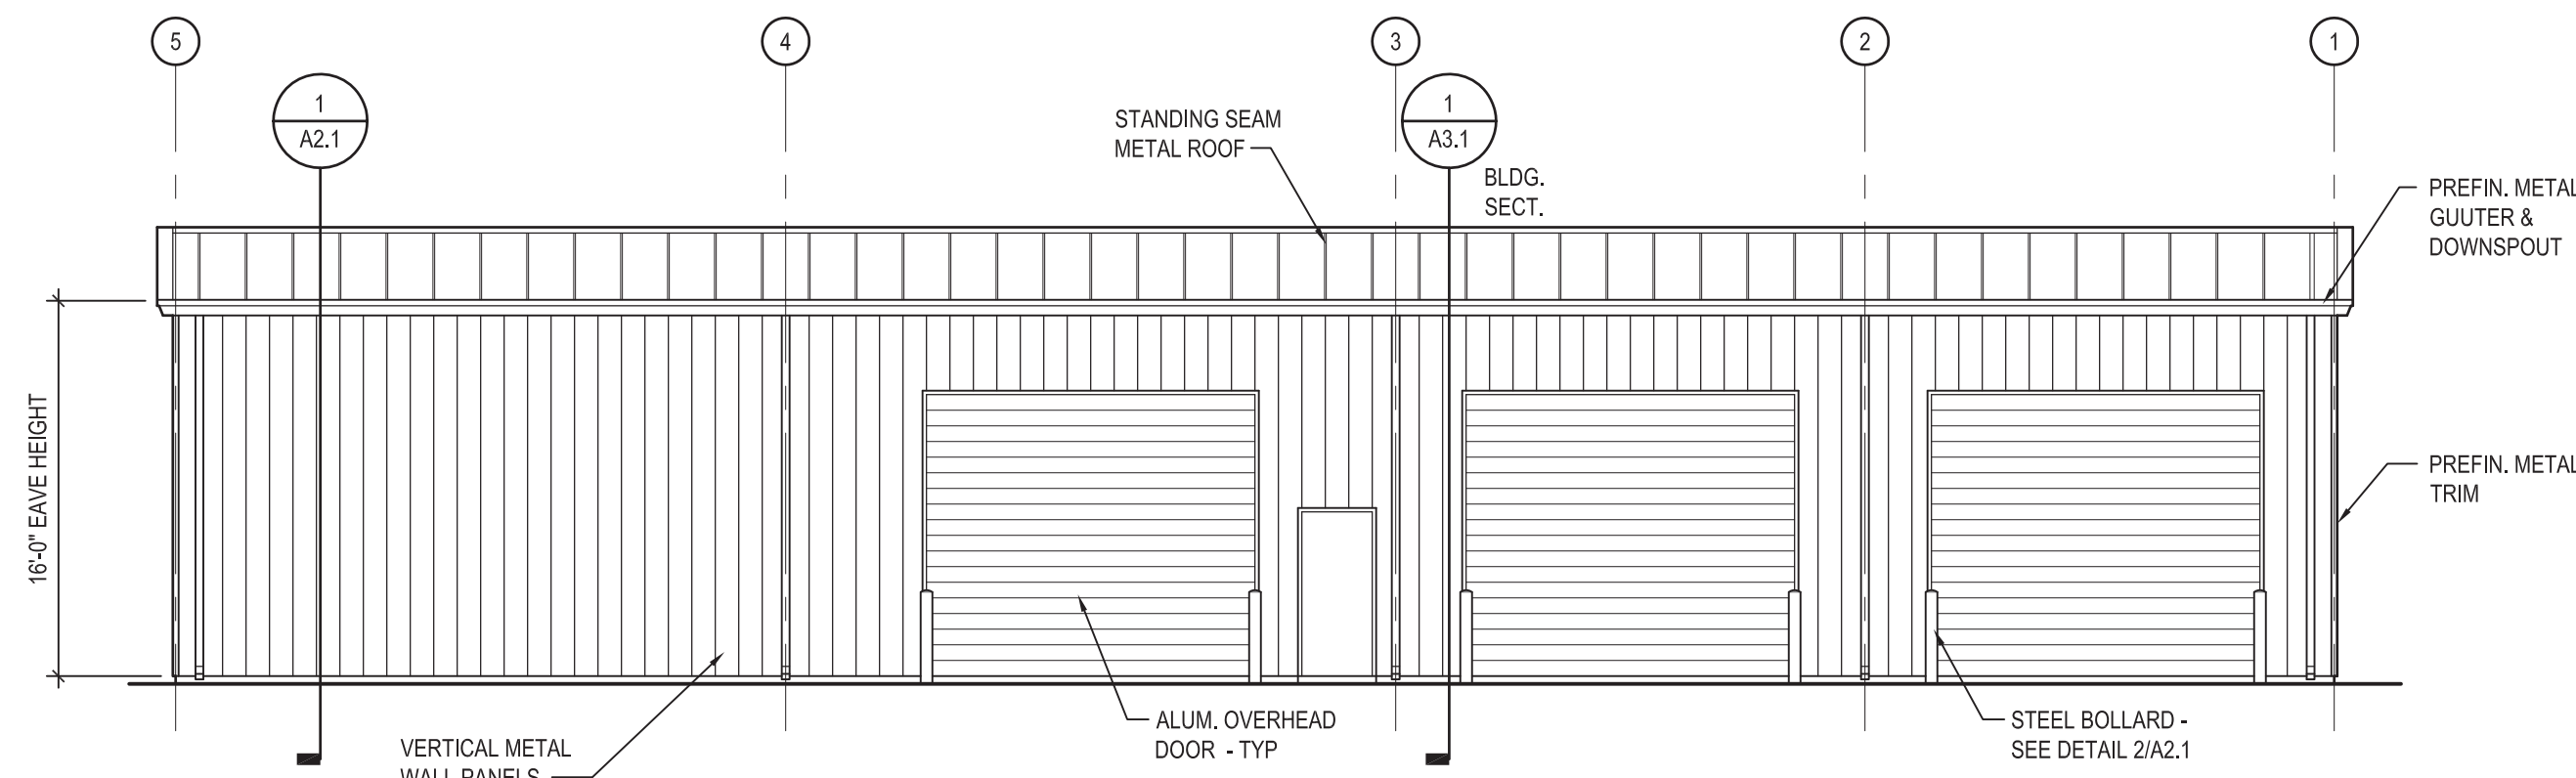 5
4
3
2
1
1
A2.1
1
A3.1
STANDING SEAM
METAL ROOF
BLDG.
SECT.
PREFIN. METAL
GUUTER &
DOWNSPOUT
16'-0" EAVE HEIGHT
PREFIN. METAL
TRIM
ALUM. OVERHEAD
DOOR - TYP
STEEL BOLLARD -
SEE DETAIL 2/A2.1
VERTICAL METAL
WALL PANELS